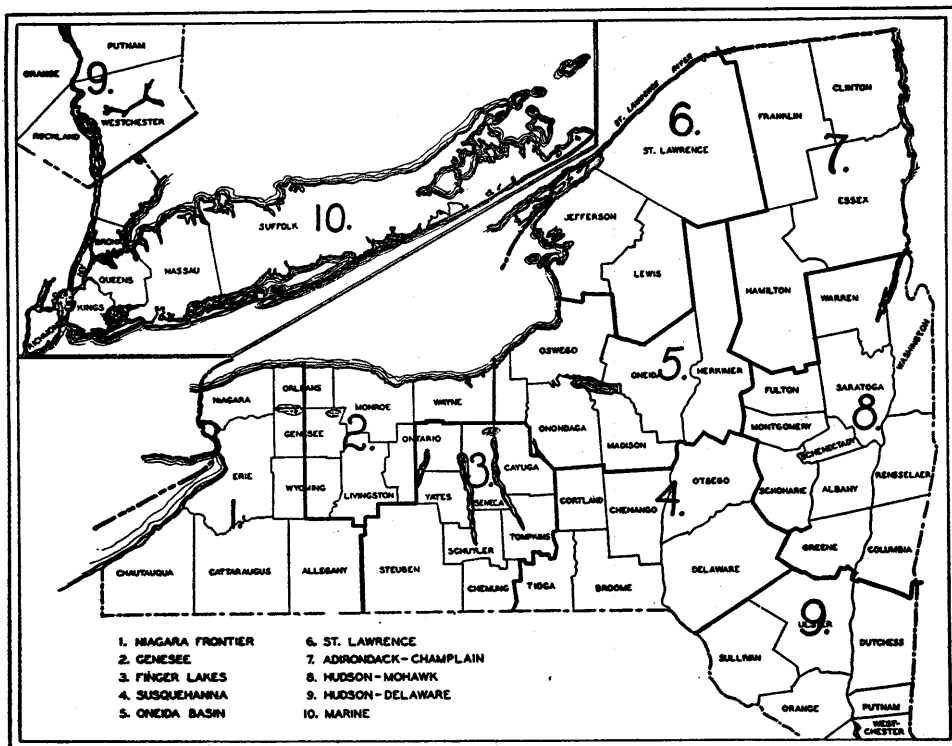 PUTNAM
ORANGE
9.
WESTCHESTER
ROCKLAND
BRONX
QUEENS
NASSAU
SUFFOLK
10.
KINGS
RICHMOND
NY
ST. LAWRENCE RIVER
6.
ST. LAWRENCE
FRANKLIN
CLINTON
7.
ESSEX
JEFFERSON
LEWIS
HAMILTON
WARREN
WASHINGTON
OSWEGO
ONEIDA
5.
HERKIMER
FULTON
SARATOGA
8.
NIAGARA
ORLEANS
MONROE
WAYNE
MONTGOMERY
SCHENECTADY
GENESEE
2.
ONTARIO
ONONDAGA
MADISON
RENSSELAER
ERIE
WYOMING
LIVINGSTON
YATES
3.
SENECA
CAYUGA
CORTLAND
CHENANGO
4.
OTSEGO
SCHOHARIE
ALBANY
SCHUYLER
TOMPKINS
GREENE
COLUMBIA
CHAUTAUQUA
CATTARAUGUS
ALLEGANY
STEUBEN
CHEMUNG
TIOGA
BROOME
DELAWARE
9.
ULSTER
DUTCHESS
SULLIVAN
ORANGE
PUTNAM
WEST-
CHESTER
1. NIAGARA FRONTIER
2. GENESEE
3. FINGER LAKES
4. SUSQUEHANNA
5. ONEIDA BASIN
6. ST. LAWRENCE
7. ADIRONDACK-CHAMPLAIN
8. HUDSON-MOHAWK
9. HUDSON-DELAWARE
10. MARINE